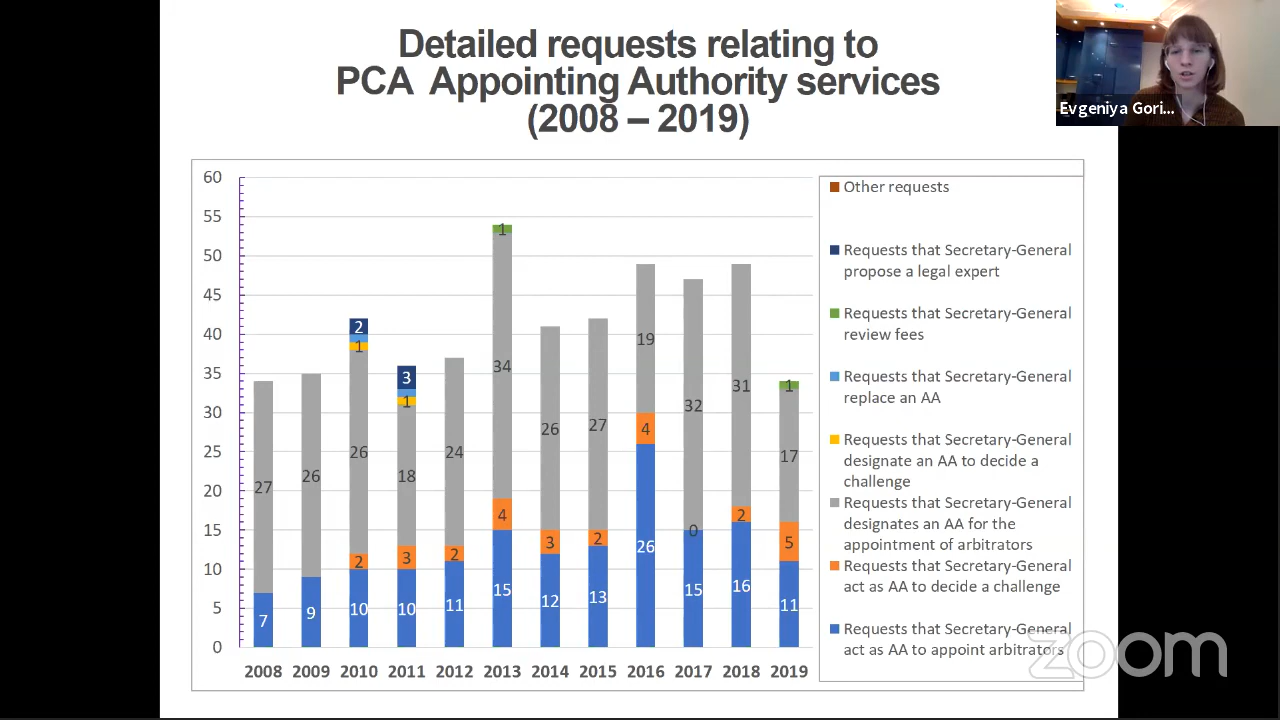 Detailed requests relating to
PCA Appointing Authority services
(2008 – 2019)
Evgeniya Gori...
60
55
50
45
40
35
30
25
20
15
10
5
0
27
7
26
9
2
1
26
2
10
3
1
18
3
10
24
2
11
1
34
4
15
26
3
12
27
2
13
19
4
26
32
0
15
31
2
16
1
17
5
11
2008 2009 2010 2011 2012 2013 2014 2015 2016 2017 2018 2019
Other requests
Requests that Secretary-General
propose a legal expert
Requests that Secretary-General
review fees
Requests that Secretary-General
replace an AA
Requests that Secretary-General
designate an AA to decide a
challenge
Requests that Secretary-General
designates an AA for the
appointment of arbitrators
Requests that Secretary-General
act as AA to decide a challenge
Requests that Secretary-General
act as AA to appoint arbitrators
zoom